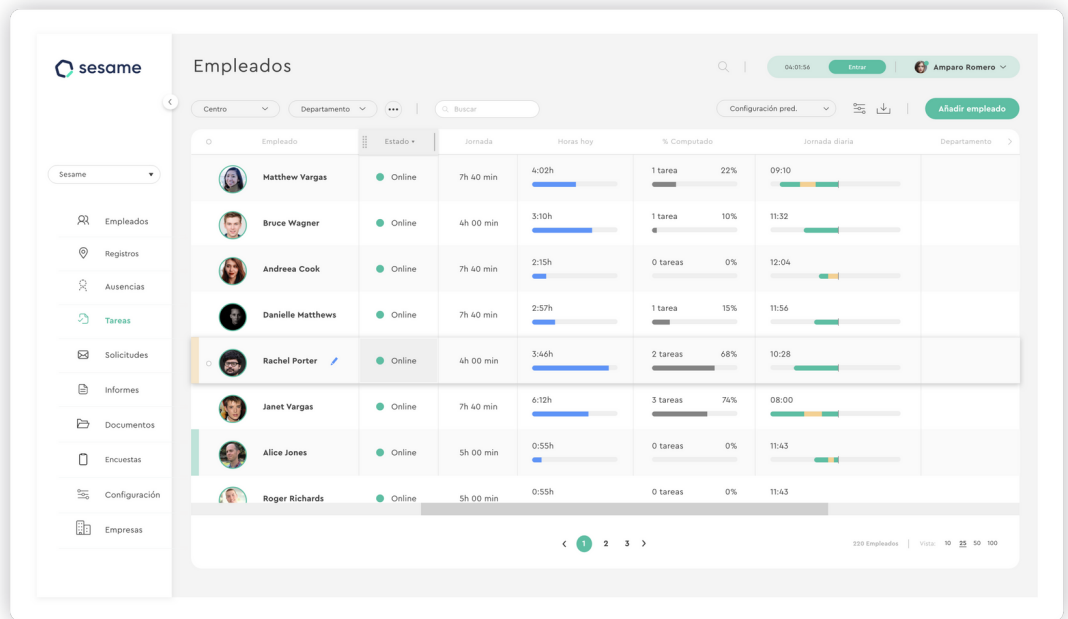 sesame
Empleados
04:01:56 Entrar Amparo Romero
Centro Departamento ••• Buscar Configuración pred. Añadir empleado
Empleado Estado Jornada Horas hoy % Computado Jornada diaria Departamento
Sesame
Empleados
Registros
Ausencias
Tareas
Solicitudes
Informes
Documentos
Encuestas
Configuración
Empresas
Matthew Vargas Online 7h 40 min 4:02h 1 tarea 22% 09:10
Bruce Wagner Online 4h 00 min 3:10h 1 tarea 10% 11:32
Andreea Cook Online 7h 40 min 2:15h 0 tareas 0% 12:04
Danielle Matthews Online 7h 40 min 2:57h 1 tarea 15% 11:56
Rachel Porter Online 4h 00 min 3:46h 2 tareas 68% 10:28
Janet Vargas Online 7h 40 min 6:12h 3 tareas 74% 08:00
Alice Jones Online 5h 00 min 0:55h 0 tareas 0% 11:43
Roger Richards Online 5h 00 min 0:55h 0 tareas 0% 11:43
1 2 3
220 Empleados Vista: 10 25 50 100